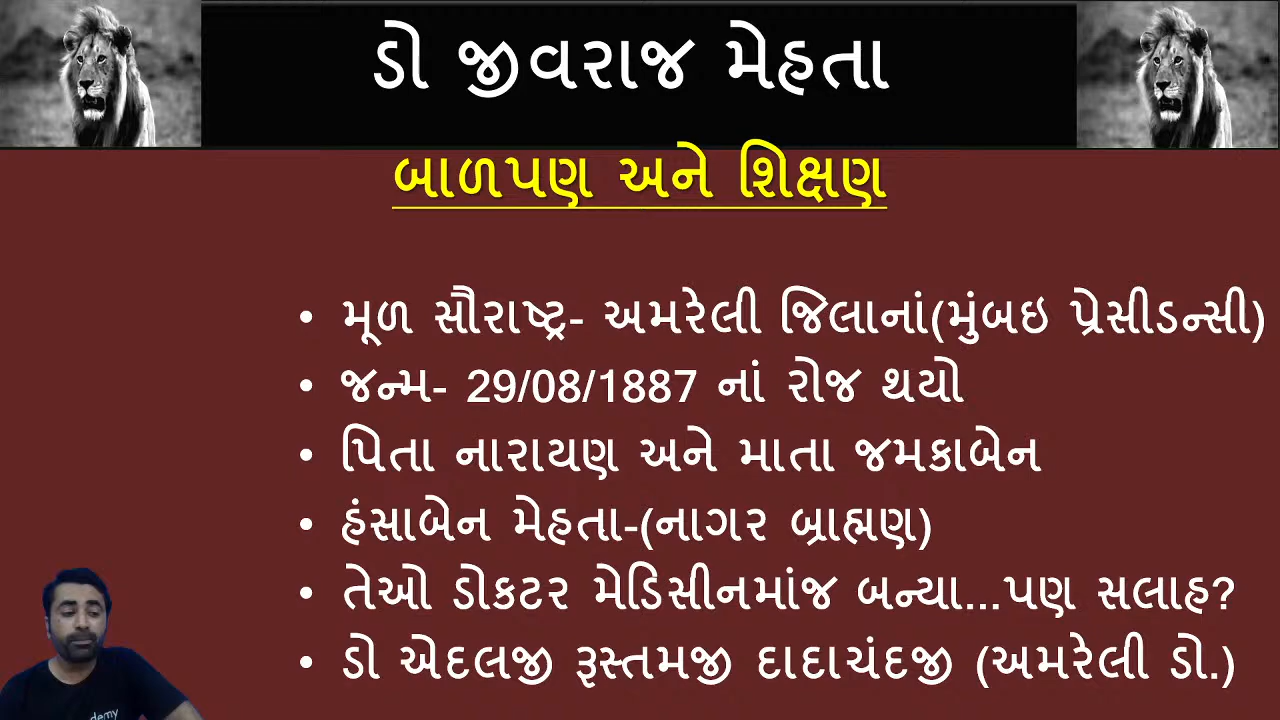 ડો જીવરાજ મેહતા
બાળપણ અને શિક્ષણ
• મૂળ સૌરાષ્ટ્ર- અમરેલી જિલાનાં(મુંબઇ પ્રેસીડન્સી)
• જન્મ- 29/08/1887 નાં રોજ થયો
• પિતા નારાયણ અને માતા જમકાબેન
• હંસાબેન મેહતા-(નાગર બ્રાહ્મણ)
• તેઓ ડોકટર મેડિસીનમાંજ બન્યા...પણ સલાહ?
• ડો એદલજી રૂસ્તમજી દાદાચંદજી (અમરેલી ડો.)